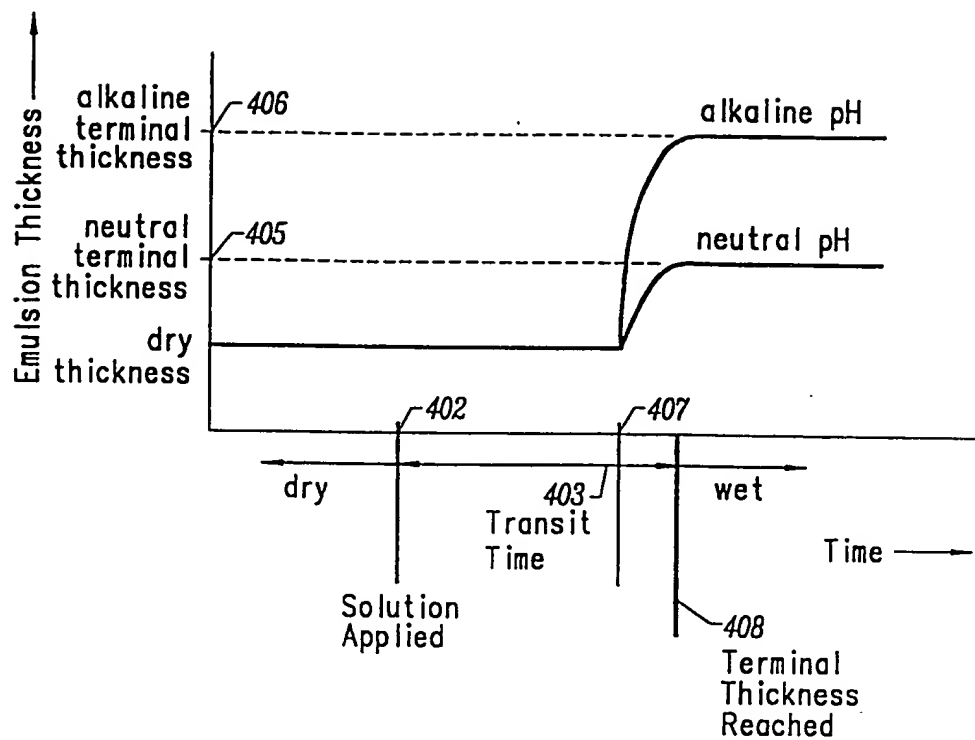 Emulsion Thickness
alkaline
terminal
thickness
406
alkaline pH
neutral
terminal
thickness
405
neutral pH
dry
thickness
402
407
dry
403
wet
Transit
Time
Time
Solution
Applied
408
Terminal
Thickness
Reached